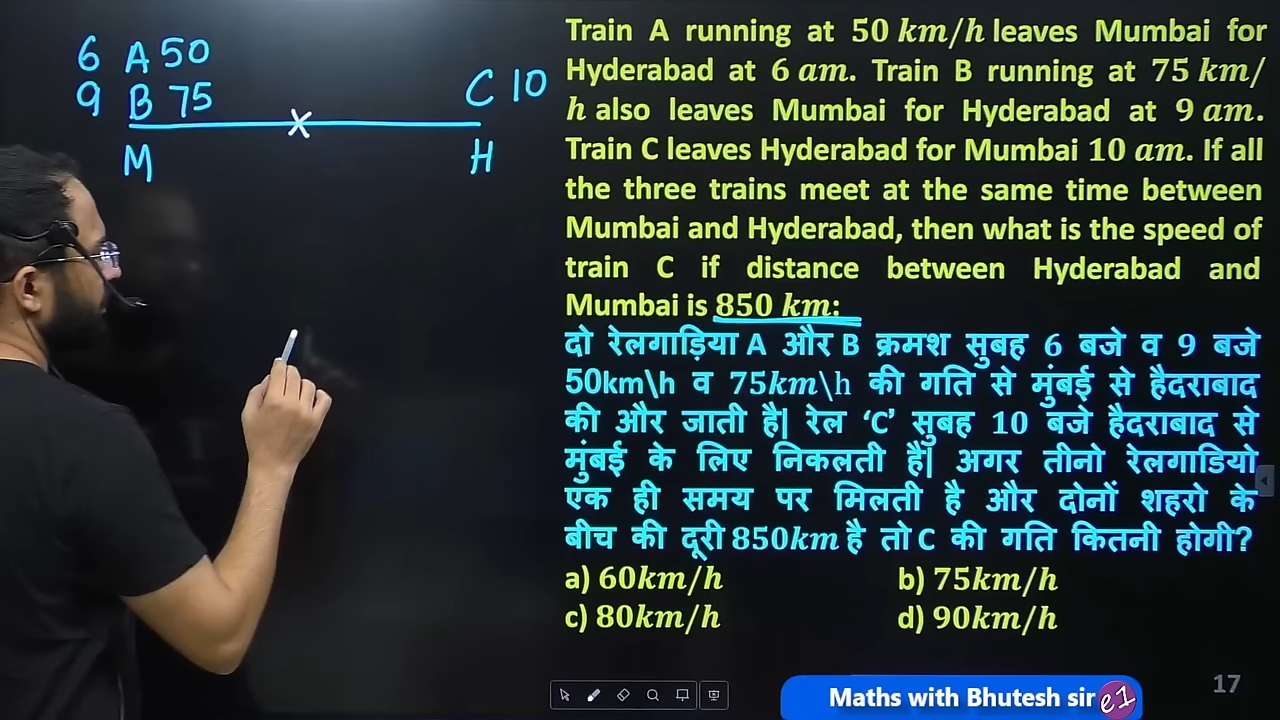 6 A 50
9 B 75
C 10
M
H
Train A running at 50 km/h leaves Mumbai for
Hyderabad at 6 am. Train B running at 75 km/
h also leaves Mumbai for Hyderabad at 9 am.
Train C leaves Hyderabad for Mumbai 10 am. If all
the three trains meet at the same time between
Mumbai and Hyderabad, then what is the speed of
train C if distance between Hyderabad and
Mumbai is 850 km:
दो रेलगाड़िया A और B क्रमश सुबह 6 बजे व 9 बजे
50km\h व 75km\h की गति से मुंबई से हैदराबाद
की और जाती है| रेल ‘C’ सुबह 10 बजे हैदराबाद से
मुंबई के लिए निकलती है| अगर तीनो रेलगाडियो
एक ही समय पर मिलती है और दोनों शहरो के
बीच की दूरी 850km है तो C की गति कितनी होगी?
a) 60km/h b) 75km/h
c) 80km/h d) 90km/h
17
Maths with Bhutesh sir e1